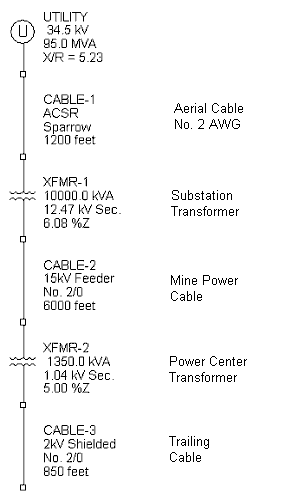 UTILITY
34.5 kV
95.0 MVA
X/R = 5.23
U
CABLE-1
ACSR
Sparrow
1200 feet
Aerial Cable
No. 2 AWG
XFMR-1
10000.0 kVA
12.47 kV Sec.
6.08 %Z
Substation
Transformer
CABLE-2
15kV Feeder
No. 2/0
6000 feet
Mine Power
Cable
XFMR-2
1350.0 kVA
1.04 kV Sec.
5.00 %Z
Power Center
Transformer
CABLE-3
2kV Shielded
No. 2/0
850 feet
Trailing
Cable